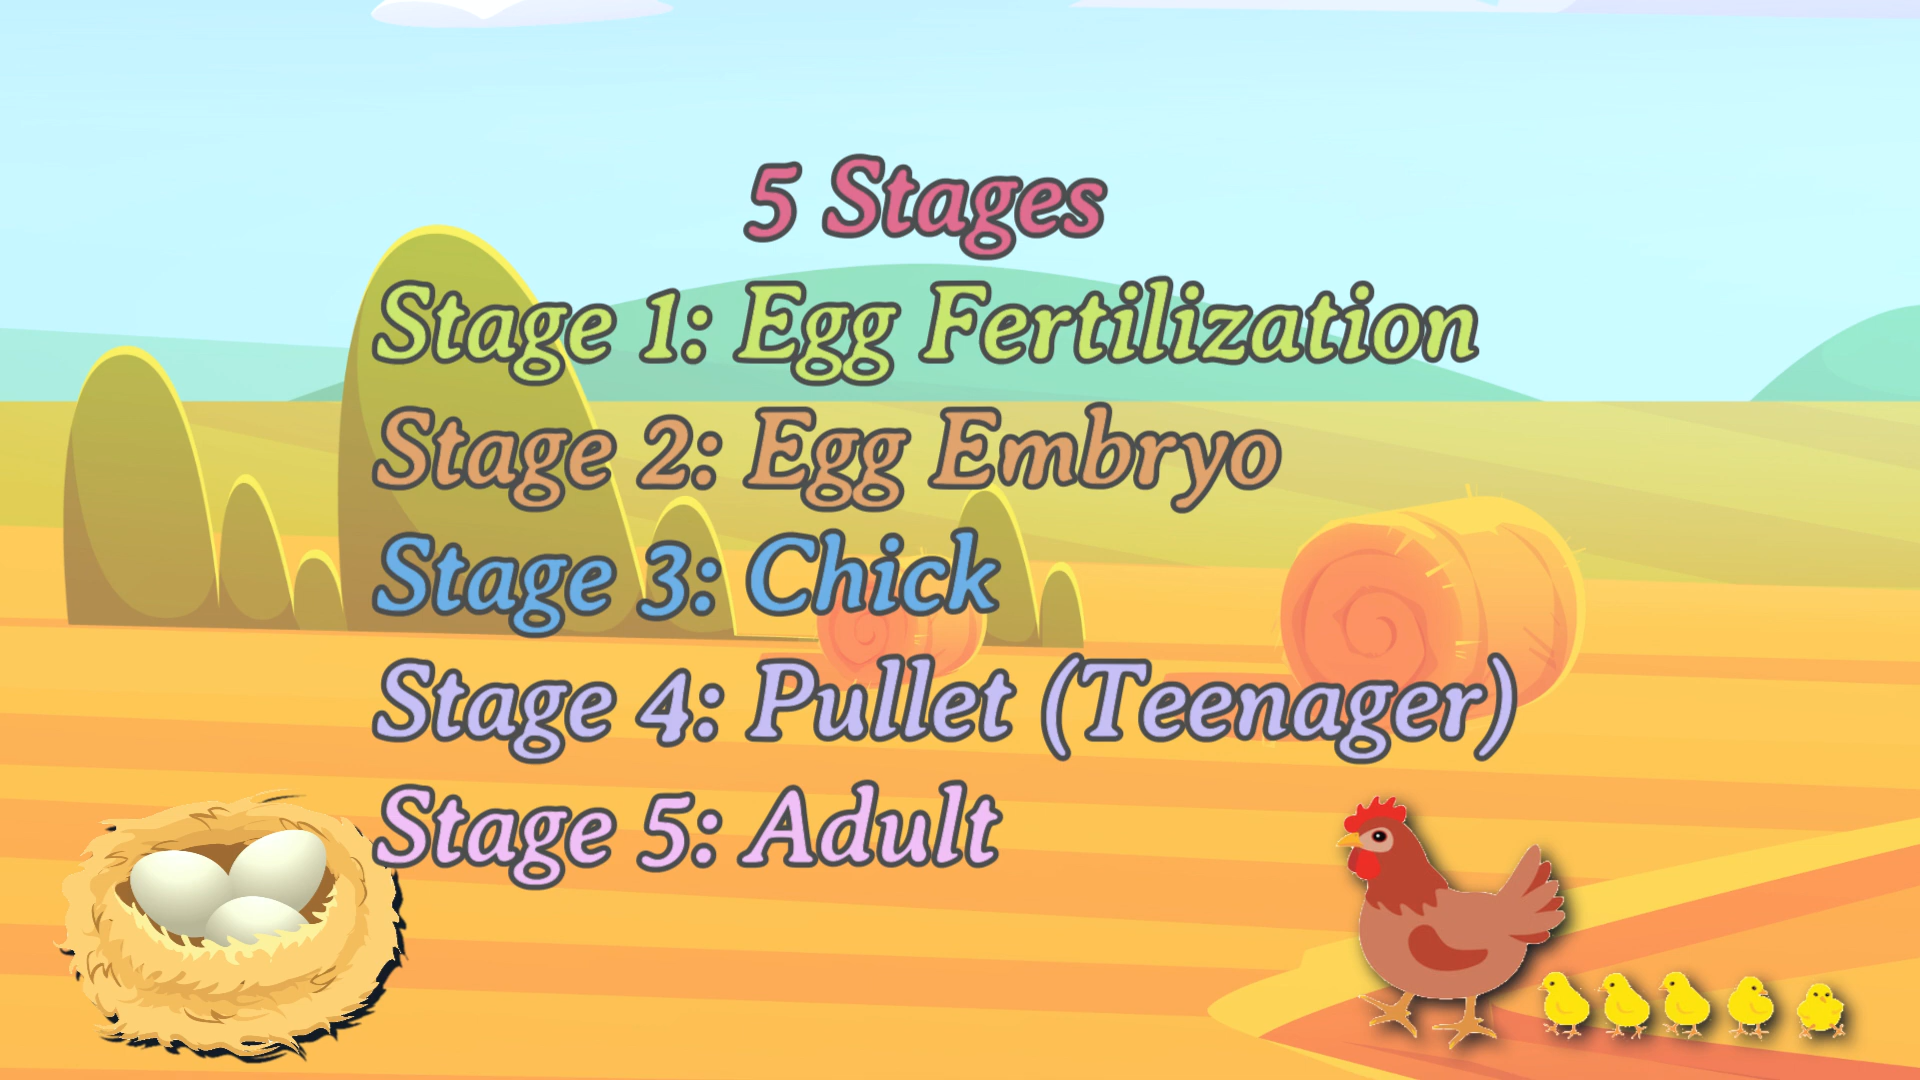 5 Stages
Stage 1: Egg Fertilization
Stage 2: Egg Embryo
Stage 3: Chick
Stage 4: Pullet (Teenager)
Stage 5: Adult